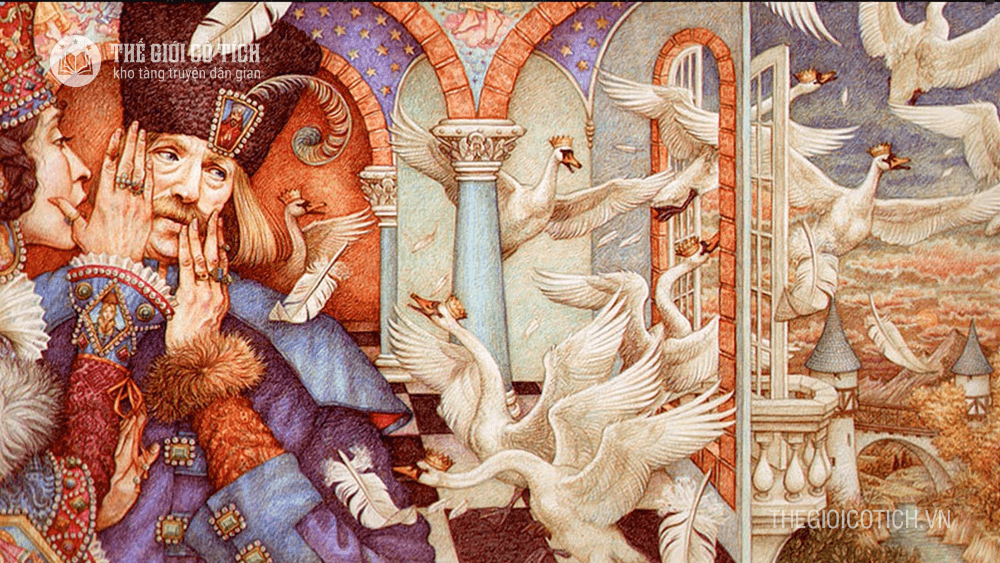 THẾ GIỚI CỔ TÍCH
kho tàng truyện dân gian
THEGIOICOTICH.VN